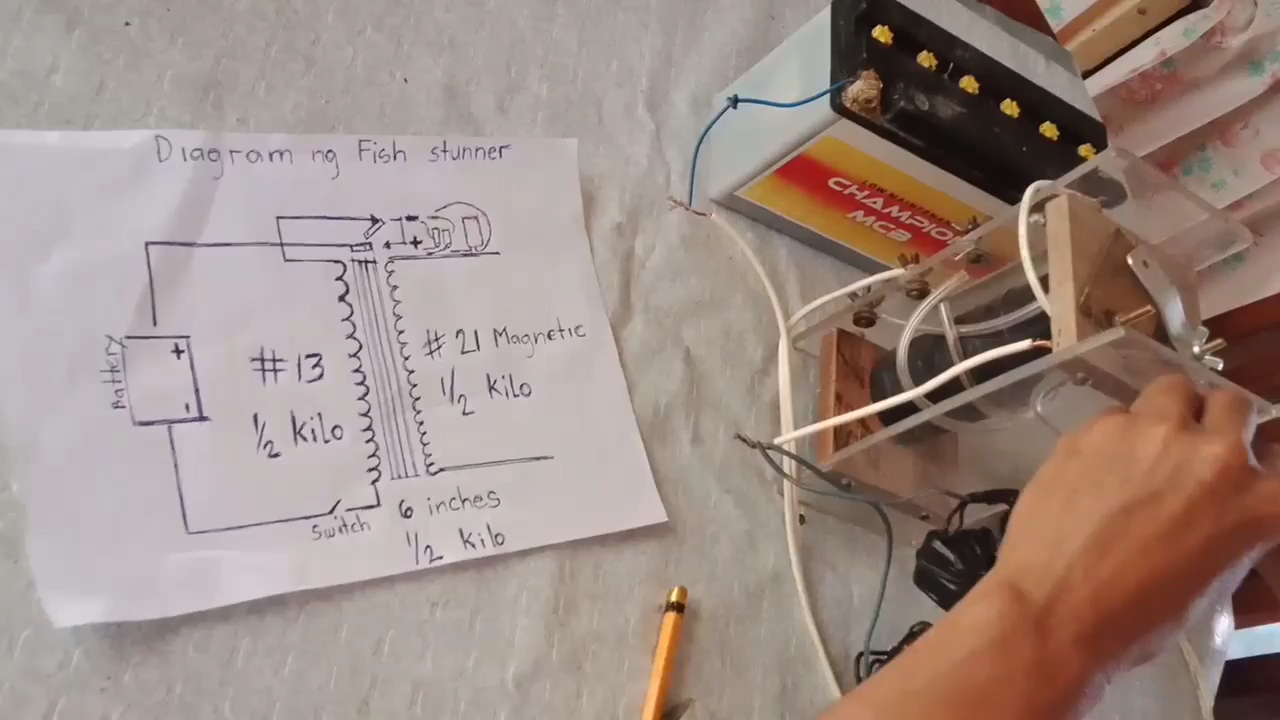 Diagram ng Fish stunner
+
+
Battery
-
#13
1/2 kilo
# 21 Magnetic
1/2 kilo
Switch
6 inches
1/2 kilo
CHAMPION
MCB